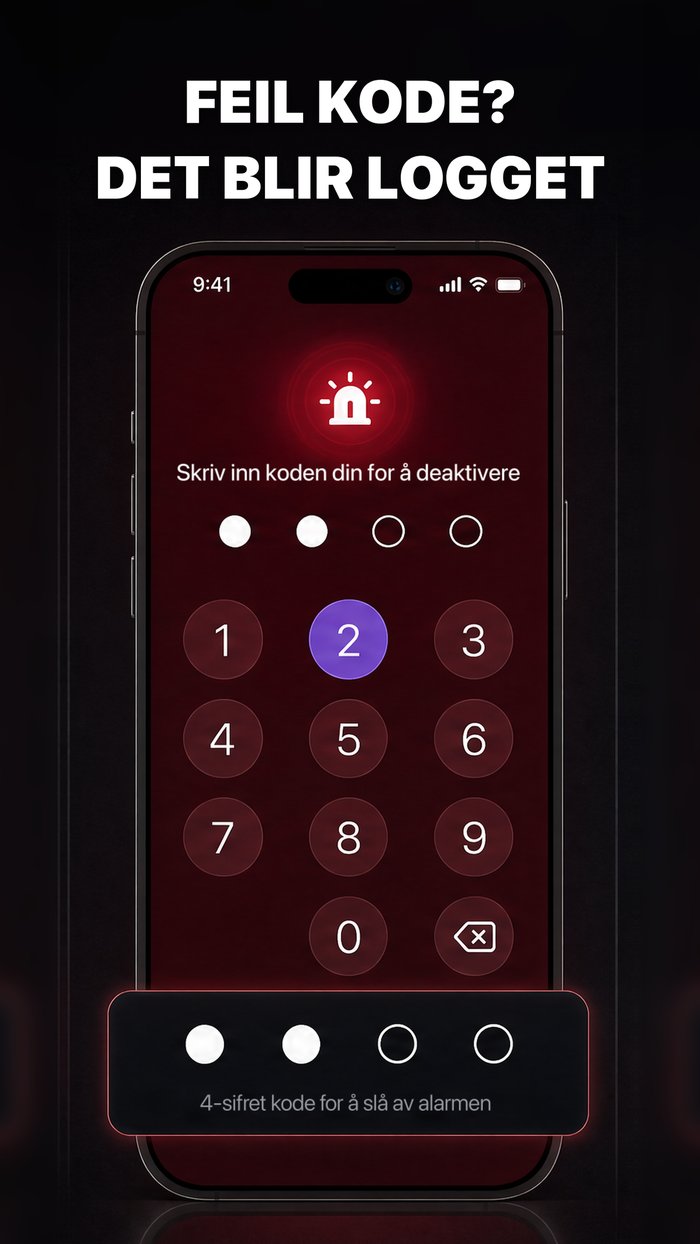 FEIL KODE?
DET BLIR LOGGET
9:41
Skriv inn koden din for å deaktivere
1 2 3
4 5 6
7 8 9
0
4-sifret kode for å slå av alarmen